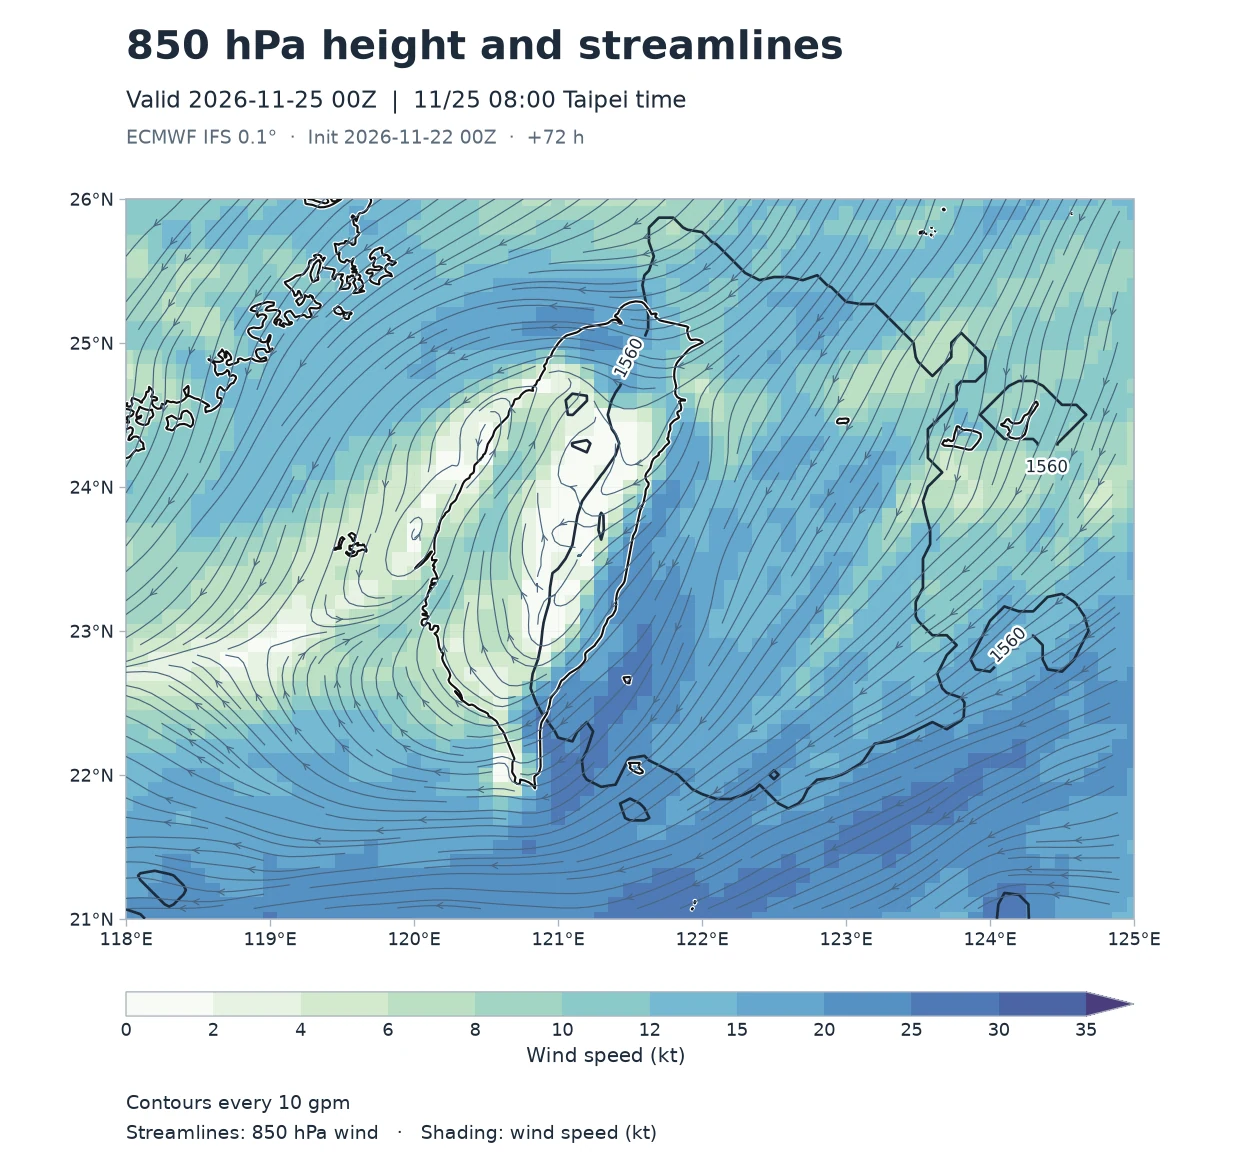 850 hPa height and streamlines
Valid 2026-11-25 00Z | 11/25 08:00 Taipei time
ECMWF IFS 0.1° · Init 2026-11-22 00Z · +72 h
26°N
25°N
24°N
23°N
22°N
21°N
1560
1560
1560
118°E 119°E 120°E 121°E 122°E 123°E 124°E 125°E
0 2 4 6 8 10 12 15 20 25 30 35
Wind speed (kt)
Contours every 10 gpm
Streamlines: 850 hPa wind · Shading: wind speed (kt)